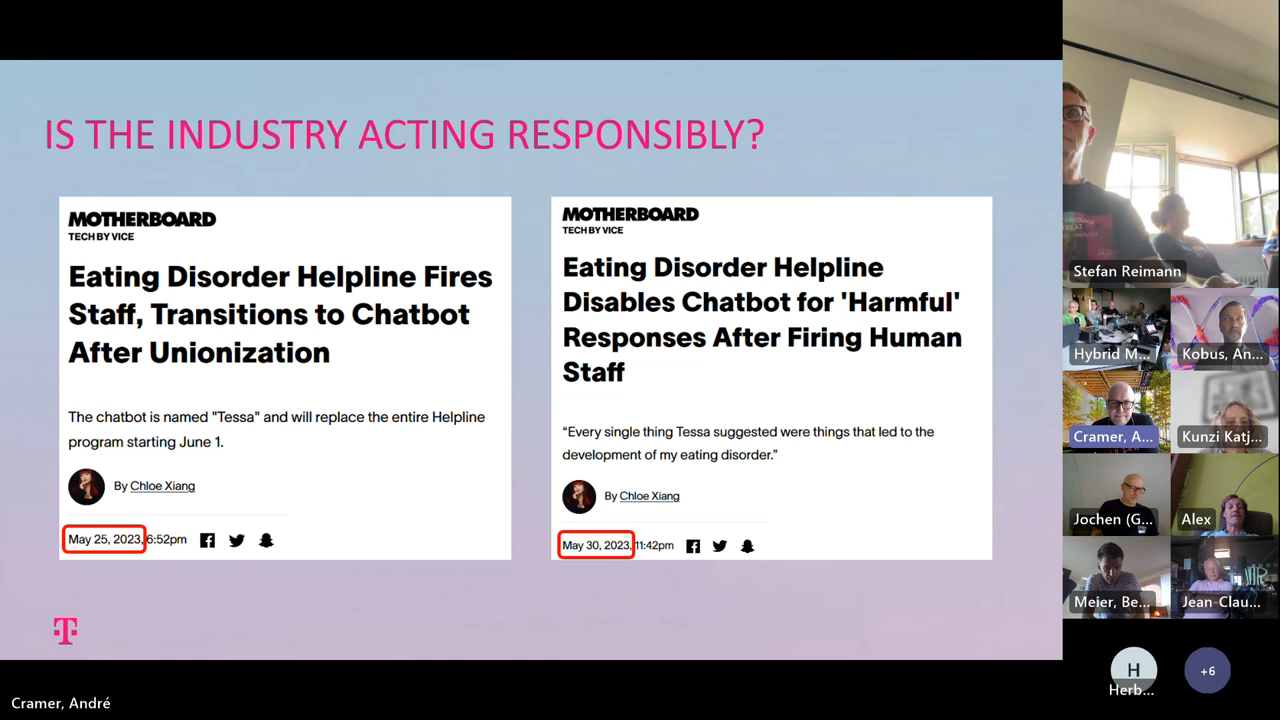 IS THE INDUSTRY ACTING RESPONSIBLY?
MOTHERBOARD
TECH BY VICE
Eating Disorder Helpline Fires
Staff, Transitions to Chatbot
After Unionization
The chatbot is named "Tessa" and will replace the entire Helpline
program starting June 1.
By Chloe Xiang
May 25, 2023, 6:52pm
MOTHERBOARD
TECH BY VICE
Eating Disorder Helpline
Disables Chatbot for 'Harmful'
Responses After Firing Human
Staff
“Every single thing Tessa suggested were things that led to the
development of my eating disorder.”
By Chloe Xiang
May 30, 2023, 11:42pm
T
Cramer, André
Stefan Reimann
Hybrid M...
Kobus, An...
Cramer, A...
Kunzi Katj...
Jochen (G...
Alex
Meier, Be...
Jean-Clau...
H
Herb...
+6